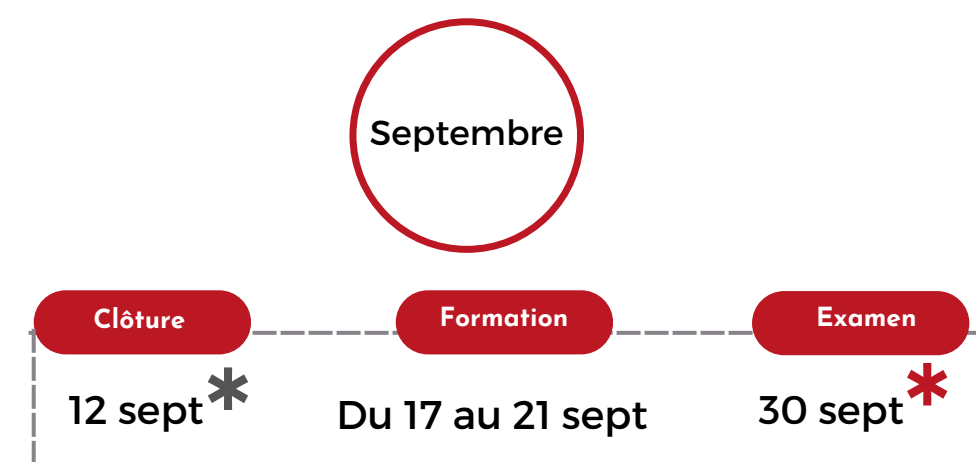 Septembre
Clôture
Formation
Examen
12 sept*
Du 17 au 21 sept
30 sept*